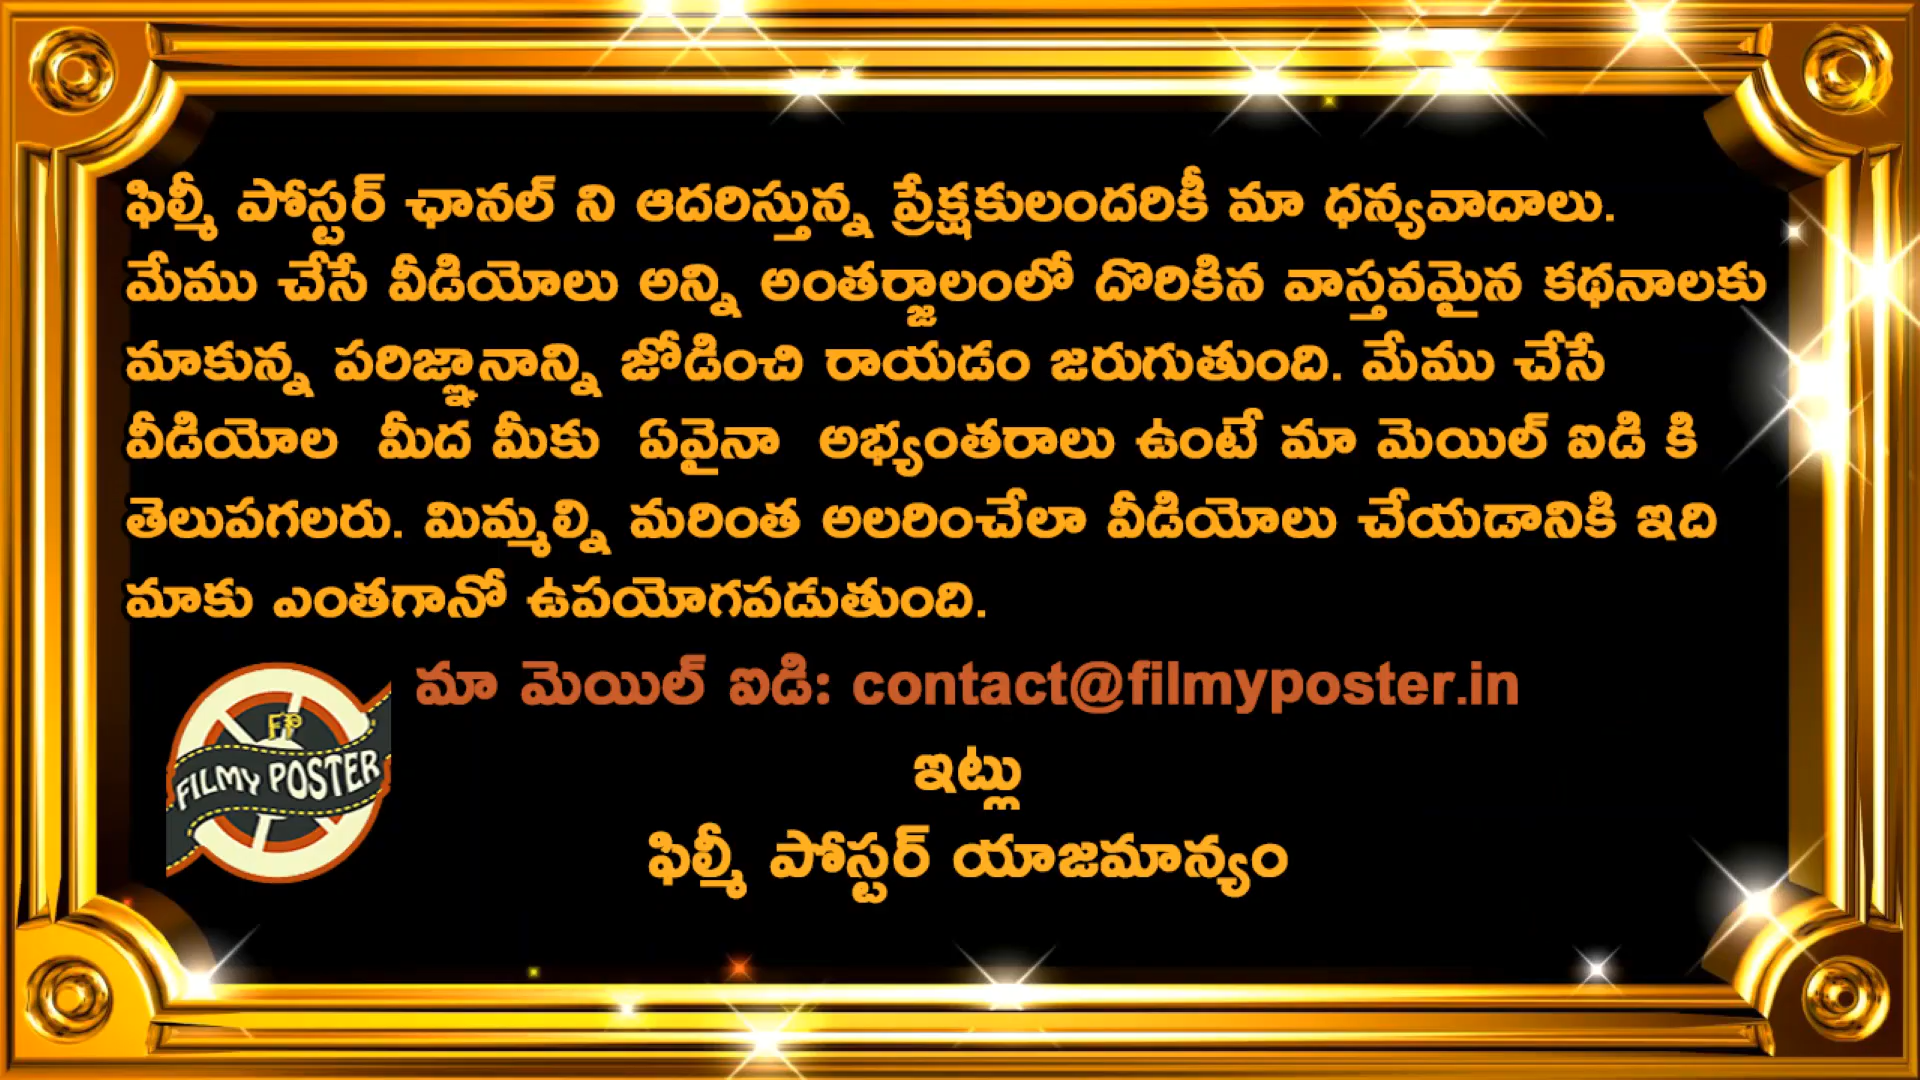 ఫిల్మీ పోస్టర్ ఛానల్ ని ఆదరిస్తున్న ప్రేక్షకులందరికీ మా ధన్యవాదాలు.
మేము చేసే వీడియోలు అన్ని అంతర్జాలంలో దొరికిన వాస్తవమైన కథనాలకు
మాకున్న పరిజ్ఞానాన్ని జోడించి రాయడం జరుగుతుంది. మేము చేసే
వీడియోల మీద మీకు ఏవైనా అభ్యంతరాలు ఉంటే మా మెయిల్ ఐడి కి
తెలుపగలరు. మిమ్మల్ని మరింత అలరించేలా వీడియోలు చేయడానికి ఇది
మాకు ఎంతగానో ఉపయోగపడుతుంది.
మా మెయిల్ ఐడి: contact@filmyposter.in
FP
FILMY POSTER
ఇట్లు
ఫిల్మీ పోస్టర్ యాజమాన్యం